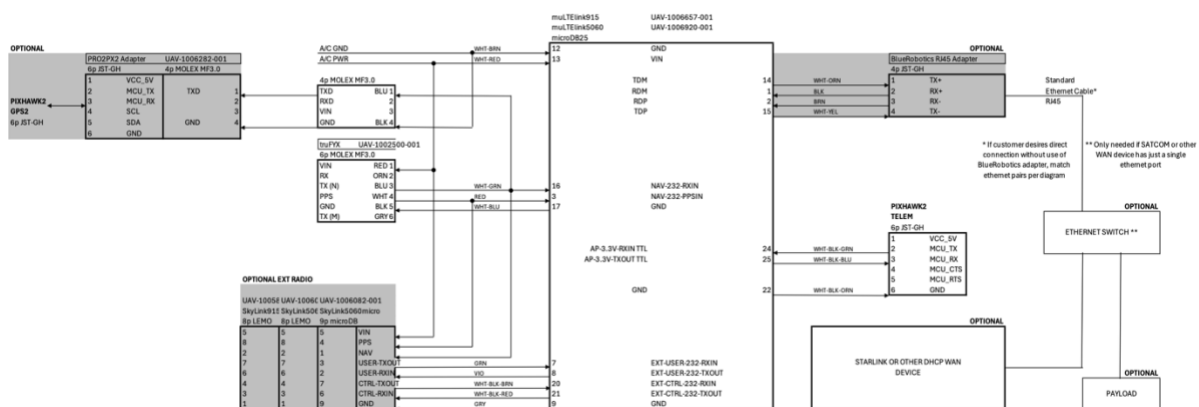 muLTElink915 UAV-1006657-001
muLTElink5060 UAV-1006920-001
microDB25
OPTIONAL
PRO2PX2 Adapter UAV-1006282-001
6p JST-GH 4p MOLEX MF3.0
1 VCC_5V
2 MCU_TX TXD 1
3 MCU_RX 2
4 SCL 3
5 SDA GND 4
6 GND
PIXHAWK2
GPS2
6p JST-GH
A/C GND WHT-BRN 12 GND
A/C PWR WHT-RED 13 VIN
4p MOLEX MF3.0
TXD BLU 1
RXD 2
VIN 3
GND BLK 4
truFYX UAV-1002500-001
6p MOLEX MF3.0
VIN RED 1
RX ORN 2
TX (N) BLU 3
PPS WHT 4
GND BLK 5
TX (M) GRY 6
WHT-GRN 16 NAV-232-RXIN
RED 3 NAV-232-PPSIN
WHT-BLU 17 GND
TDM 14 WHT-ORN
RDM 1 BLK
RDP 2 BRN
TDP 15 WHT-YEL
OPTIONAL
BlueRobotics RJ45 Adapter
4p JST-GH
1 TX+
2 RX+
3 RX-
4 TX-
Standard
Ethernet Cable*
RJ45
* If customer desires direct
connection without use of
BlueRobotics adapter, match
ethernet pairs per diagram
** Only needed if SATCOM or other
WAN device has just a single
ethernet port
AP-3.3V-RXIN TTL 24 WHT-BLK-GRN
AP-3.3V-TXOUT TTL 25 WHT-BLK-BLU
GND 22 WHT-BLK-ORN
PIXHAWK2
TELEM
6p JST-GH
1 VCC_5V
2 MCU_TX
3 MCU_RX
4 MCU_CTS
5 MCU_RTS
6 GND
OPTIONAL
ETHERNET SWITCH **
OPTIONAL EXT RADIO
UAV-1006082-001
SkyLink5060micro
8p LEMO 8p LEMO 9p microDB
5 5 5 VIN
8 8 4 PPS
2 2 1 NAV
7 7 3 USER-TXOUT GRN 7 EXT-USER-232-RXIN
6 6 2 USER-RXIN VIO 8 EXT-USER-232-TXOUT
4 4 7 CTRL-TXOUT WHT-BLK-BRN 20 EXT-CTRL-232-RXIN
3 3 6 CTRL-RXIN WHT-BLK-RED 21 EXT-CTRL-232-TXOUT
1 1 9 GND GRY 9 GND
OPTIONAL
STARLINK OR OTHER DHCP WAN
DEVICE
OPTIONAL
PAYLOAD